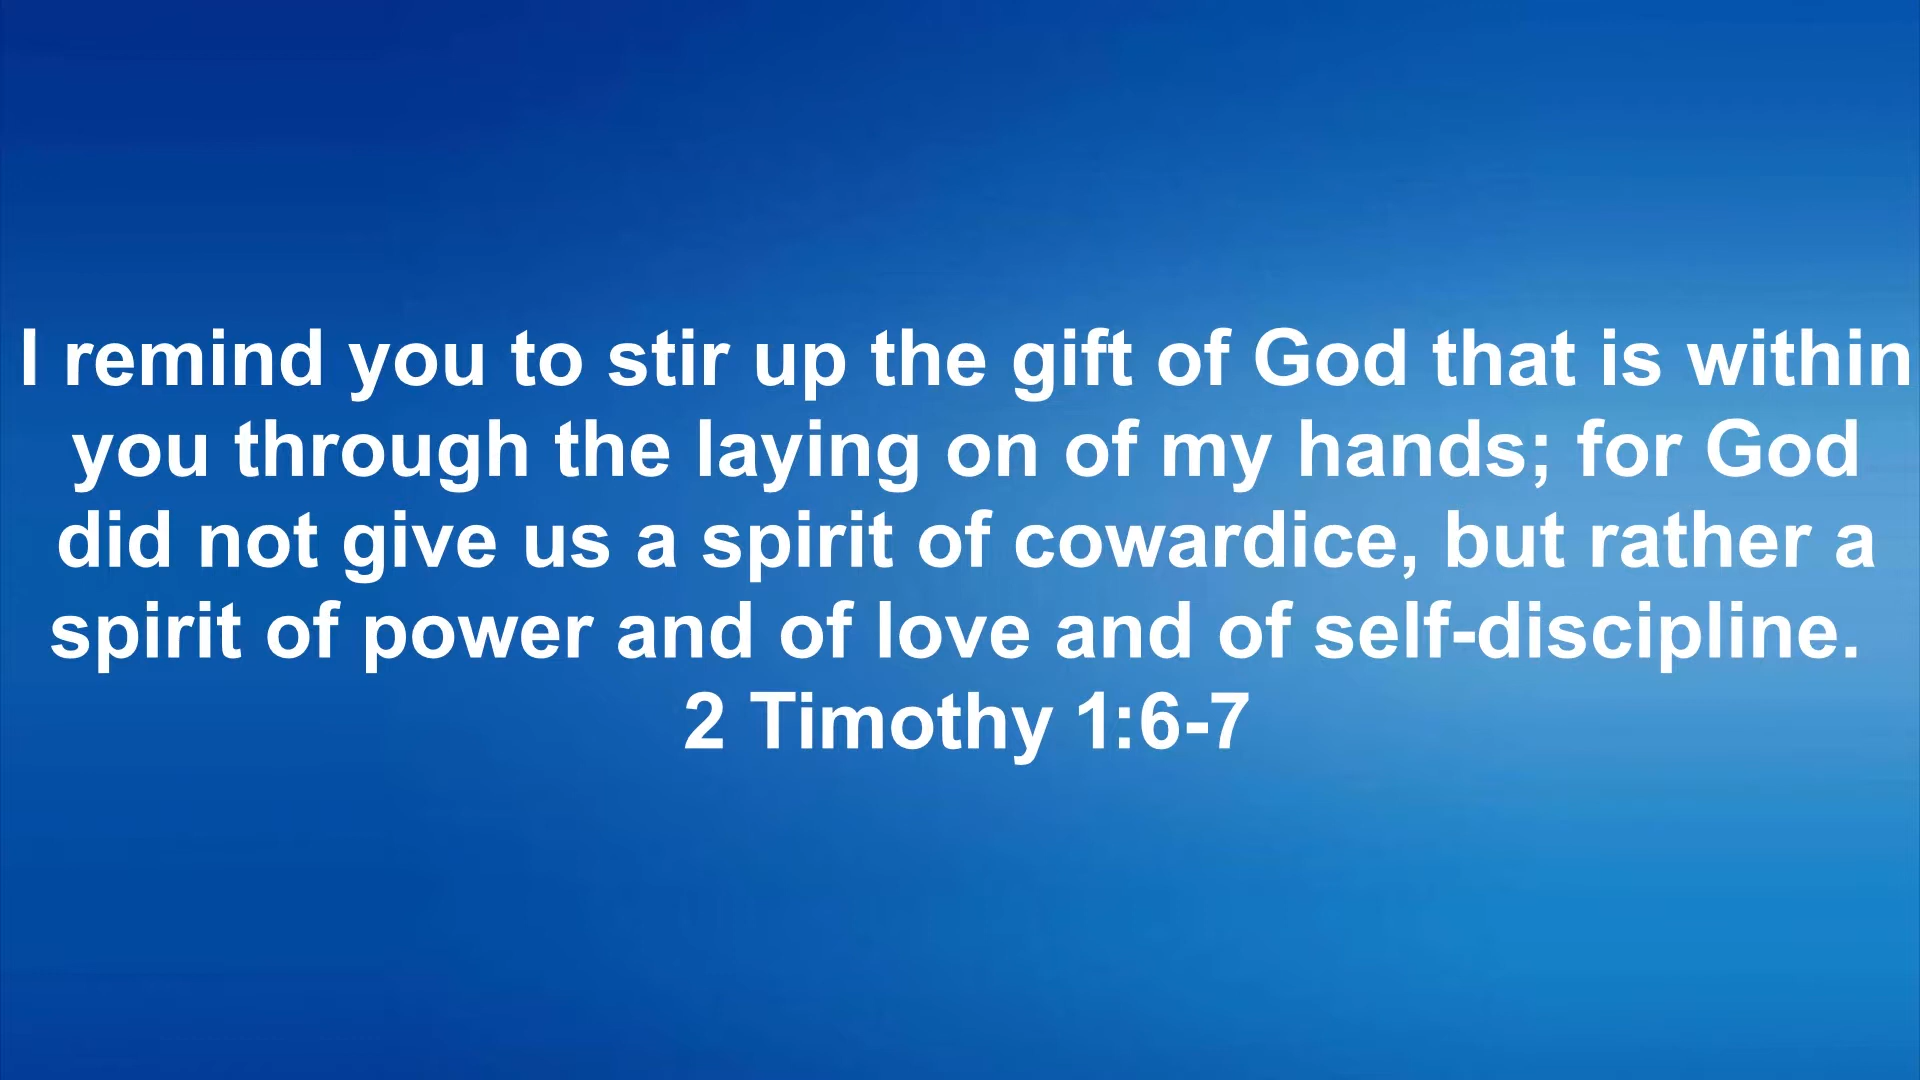 I remind you to stir up the gift of God that is within
you through the laying on of my hands; for God
did not give us a spirit of cowardice, but rather a
spirit of power and of love and of self-discipline.
2 Timothy 1:6-7